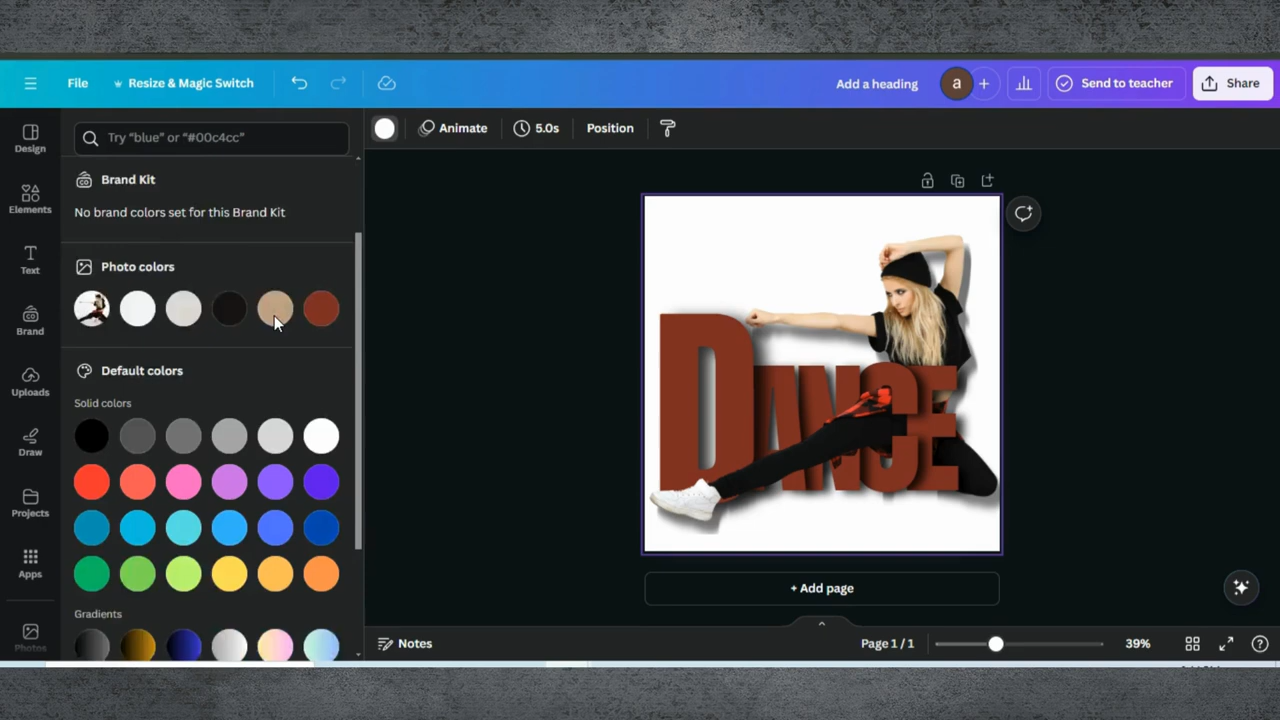 File
Resize & Magic Switch
Add a heading
a
+
Send to teacher
Share
Design
Elements
Text
Brand
Uploads
Draw
Projects
Apps
Photos
Try “blue” or “#00c4cc”
Brand Kit
No brand colors set for this Brand Kit
Photo colors
Default colors
Solid colors
Gradients
Animate
5.0s
Position
DANCE
+ Add page
Notes
Page 1 / 1
39%